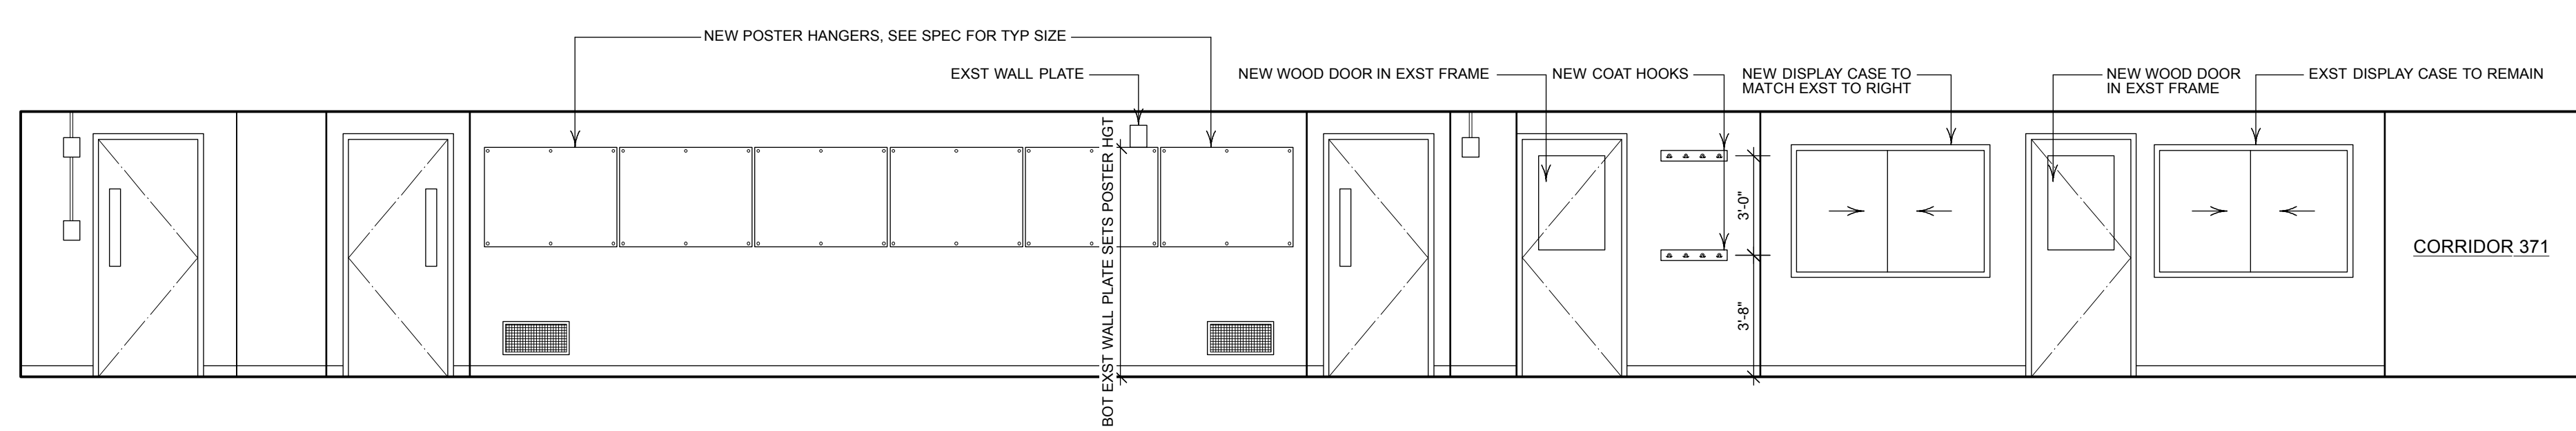 NEW POSTER HANGERS, SEE SPEC FOR TYP SIZE
EXST WALL PLATE
NEW WOOD DOOR IN EXST FRAME
NEW COAT HOOKS
NEW DISPLAY CASE TO
MATCH EXST TO RIGHT
NEW WOOD DOOR
IN EXST FRAME
EXST DISPLAY CASE TO REMAIN
BOT EXST WALL PLATE SETS POSTER HGT
3'-0"
3'-8"
CORRIDOR 371